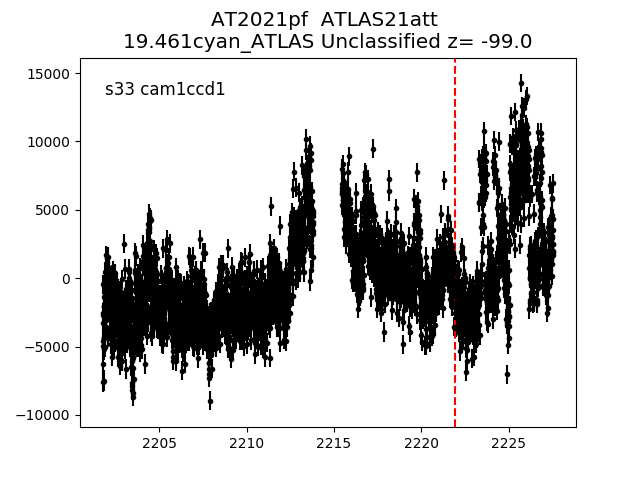 AT2021pf  ATLAS21att
19.461cyan_ATLAS Unclassified z= -99.0
s33 cam1ccd1
15000
10000
5000
0
−5000
−10000
2205 2210 2215 2220 2225